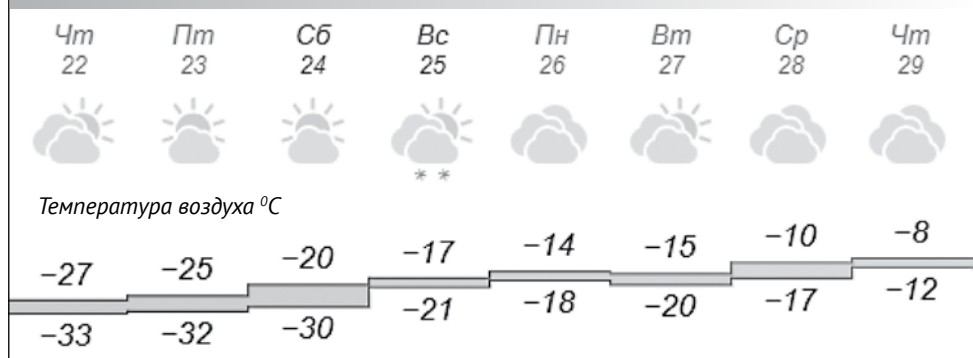 Чт Пт Сб Вс Пн Вт Ср Чт
22 23 24 25 26 27 28 29
Температура воздуха ⁰С
−27 −25 −20 −17 −14 −15 −10 −8
−33 −32 −30 −21 −18 −20 −17 −12